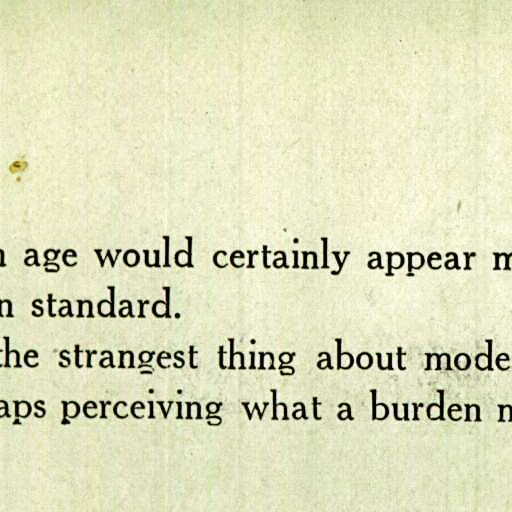 n age would certainly appear m
n standard.
the strangest thing about mode
aps perceiving what a burden n